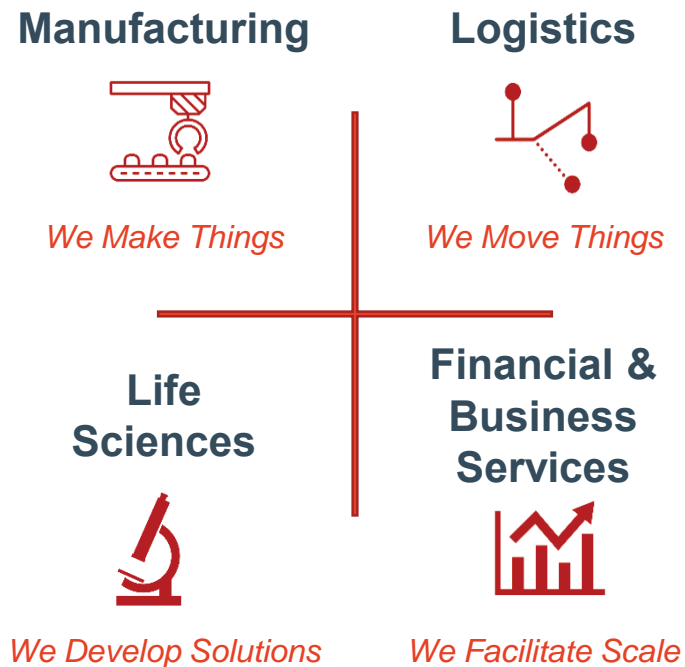 Manufacturing
Logistics
We Make Things
We Move Things
Life
Sciences
Financial &
Business
Services
We Develop Solutions
We Facilitate Scale